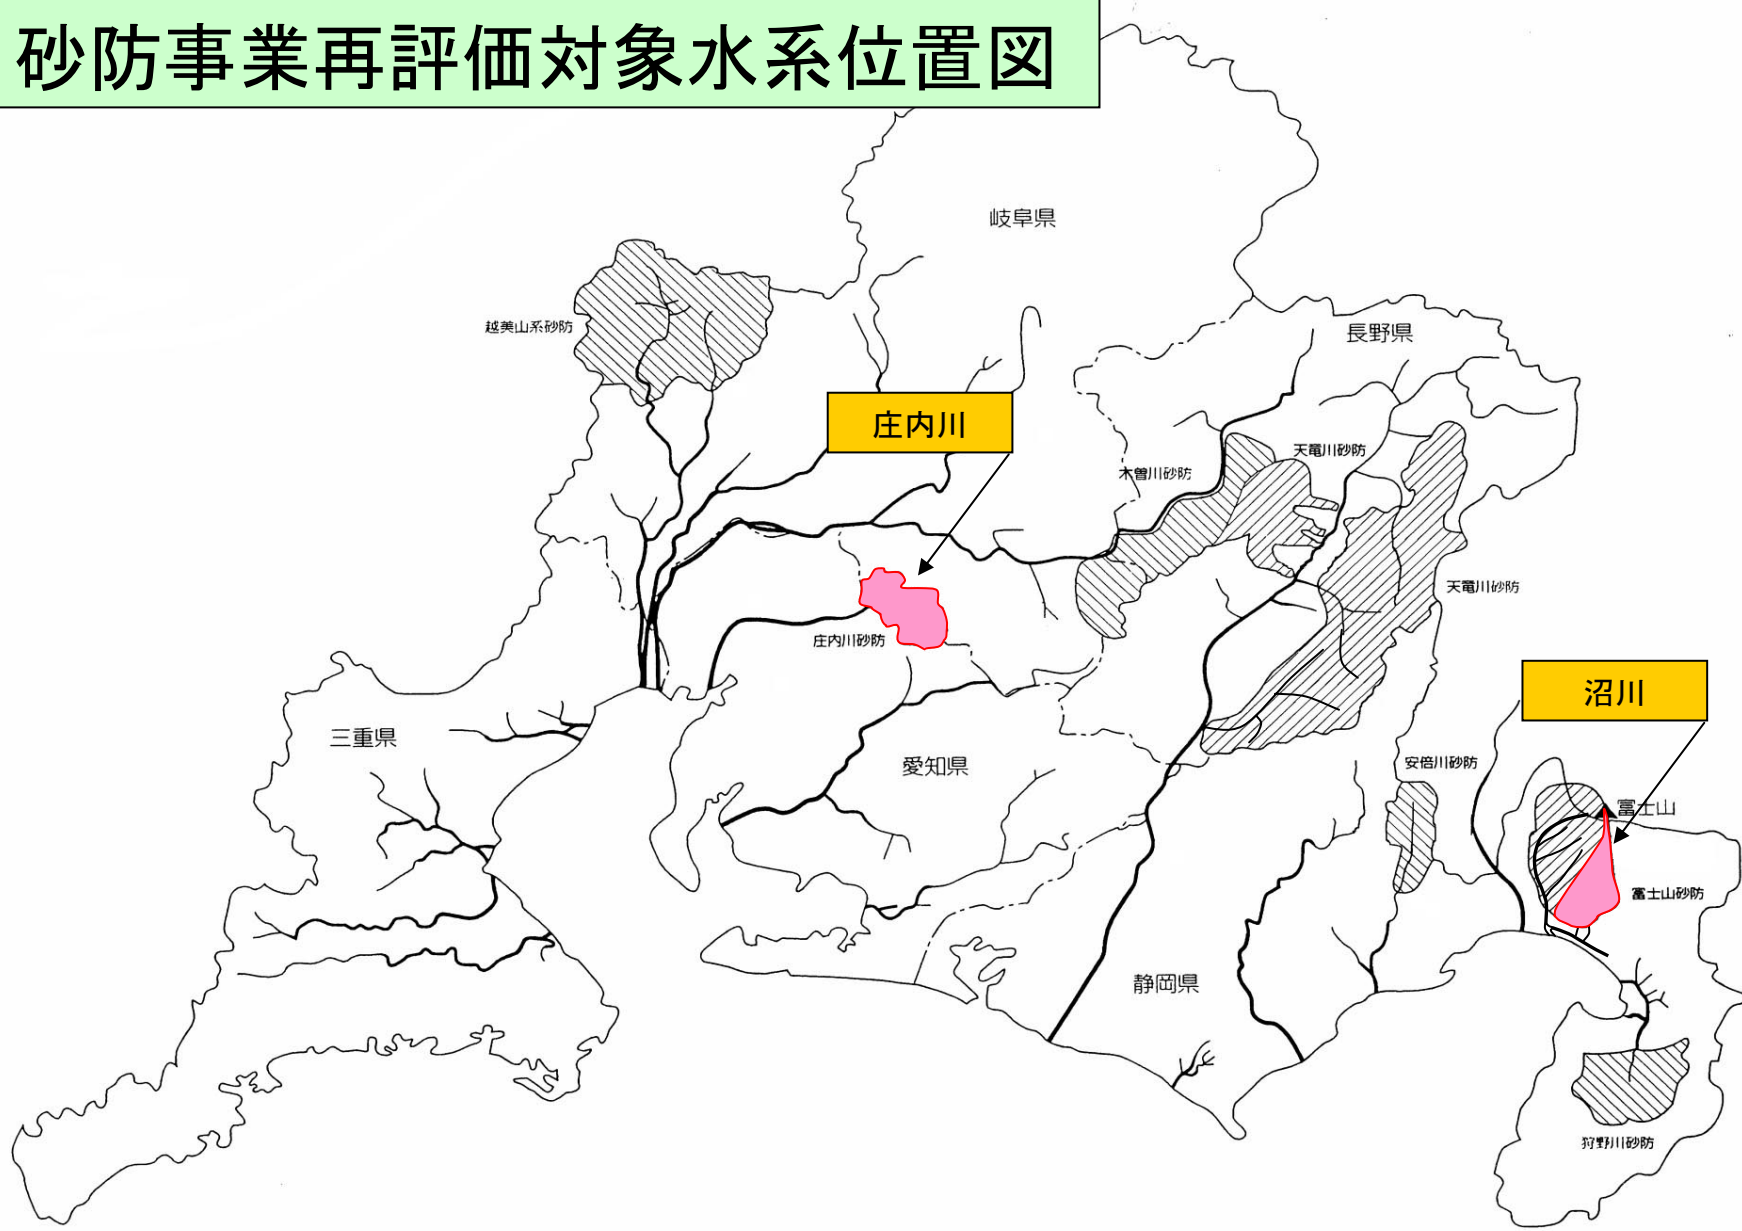 砂防事業再評価対象水系位置図
岐阜県
越美山系砂防
長野県
庄内川
天竜川砂防
木曽川砂防
天竜川砂防
庄内川砂防
沼川
三重県
愛知県
安倍川砂防
富士山
富士山砂防
静岡県
狩野川砂防